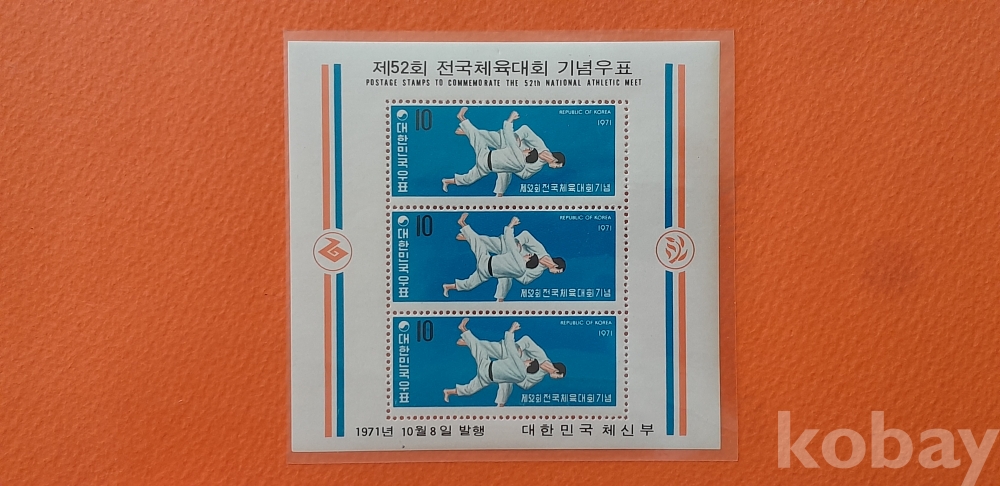 제52회 전국체육대회 기념우표
POSTAGE STAMPS TO COMMEMORATE THE 52th NATIONAL ATHLETIC MEET
대한민국우표
10
REPUBLIC OF KOREA
1971
제52회전국체육대회기념
대한민국우표
10
REPUBLIC OF KOREA
1971
제52회전국체육대회기념
대한민국우표
10
REPUBLIC OF KOREA
1971
제52회전국체육대회기념
1971년 10월 8일 발행 대한민국 체신부
kobay